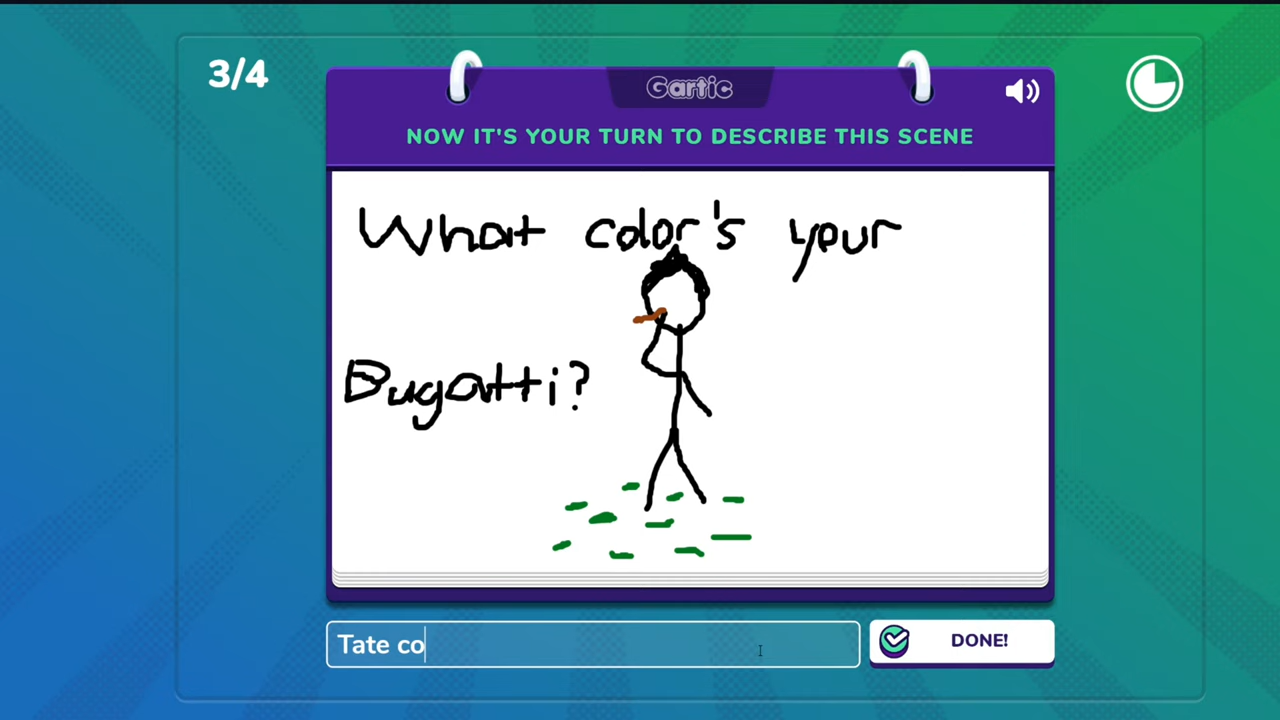 3/4
Gartic
NOW IT'S YOUR TURN TO DESCRIBE THIS SCENE
What color's your
Bugatti?
Tate co
DONE!